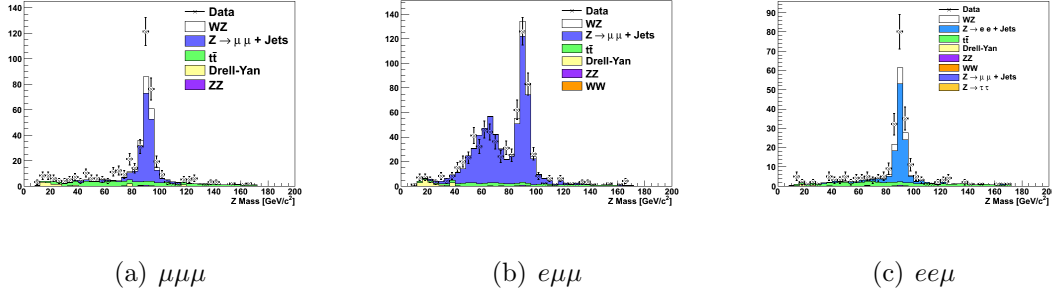 140
120
100
80
60
40
20
0
0 20 40 60 80 100 120 140 160 180 200
Z Mass [GeV/c²]
Data
WZ
Z → μ μ + Jets
tt̄
Drell-Yan
ZZ
140
120
100
80
60
40
20
0
0 20 40 60 80 100 120 140 160 180 200
Z Mass [GeV/c²]
Data
WZ
Z → μ μ + Jets
tt̄
Drell-Yan
ZZ
WW
90
80
70
60
50
40
30
20
10
0
0 20 40 60 80 100 120 140 160 180 200
Z Mass [GeV/c²]
Data
WZ
Z → e e + Jets
tt̄
Drell-Yan
ZZ
WW
Z → μ μ + Jets
Z → τ τ
(a) μμμ
(b) eμμ
(c) eeμ